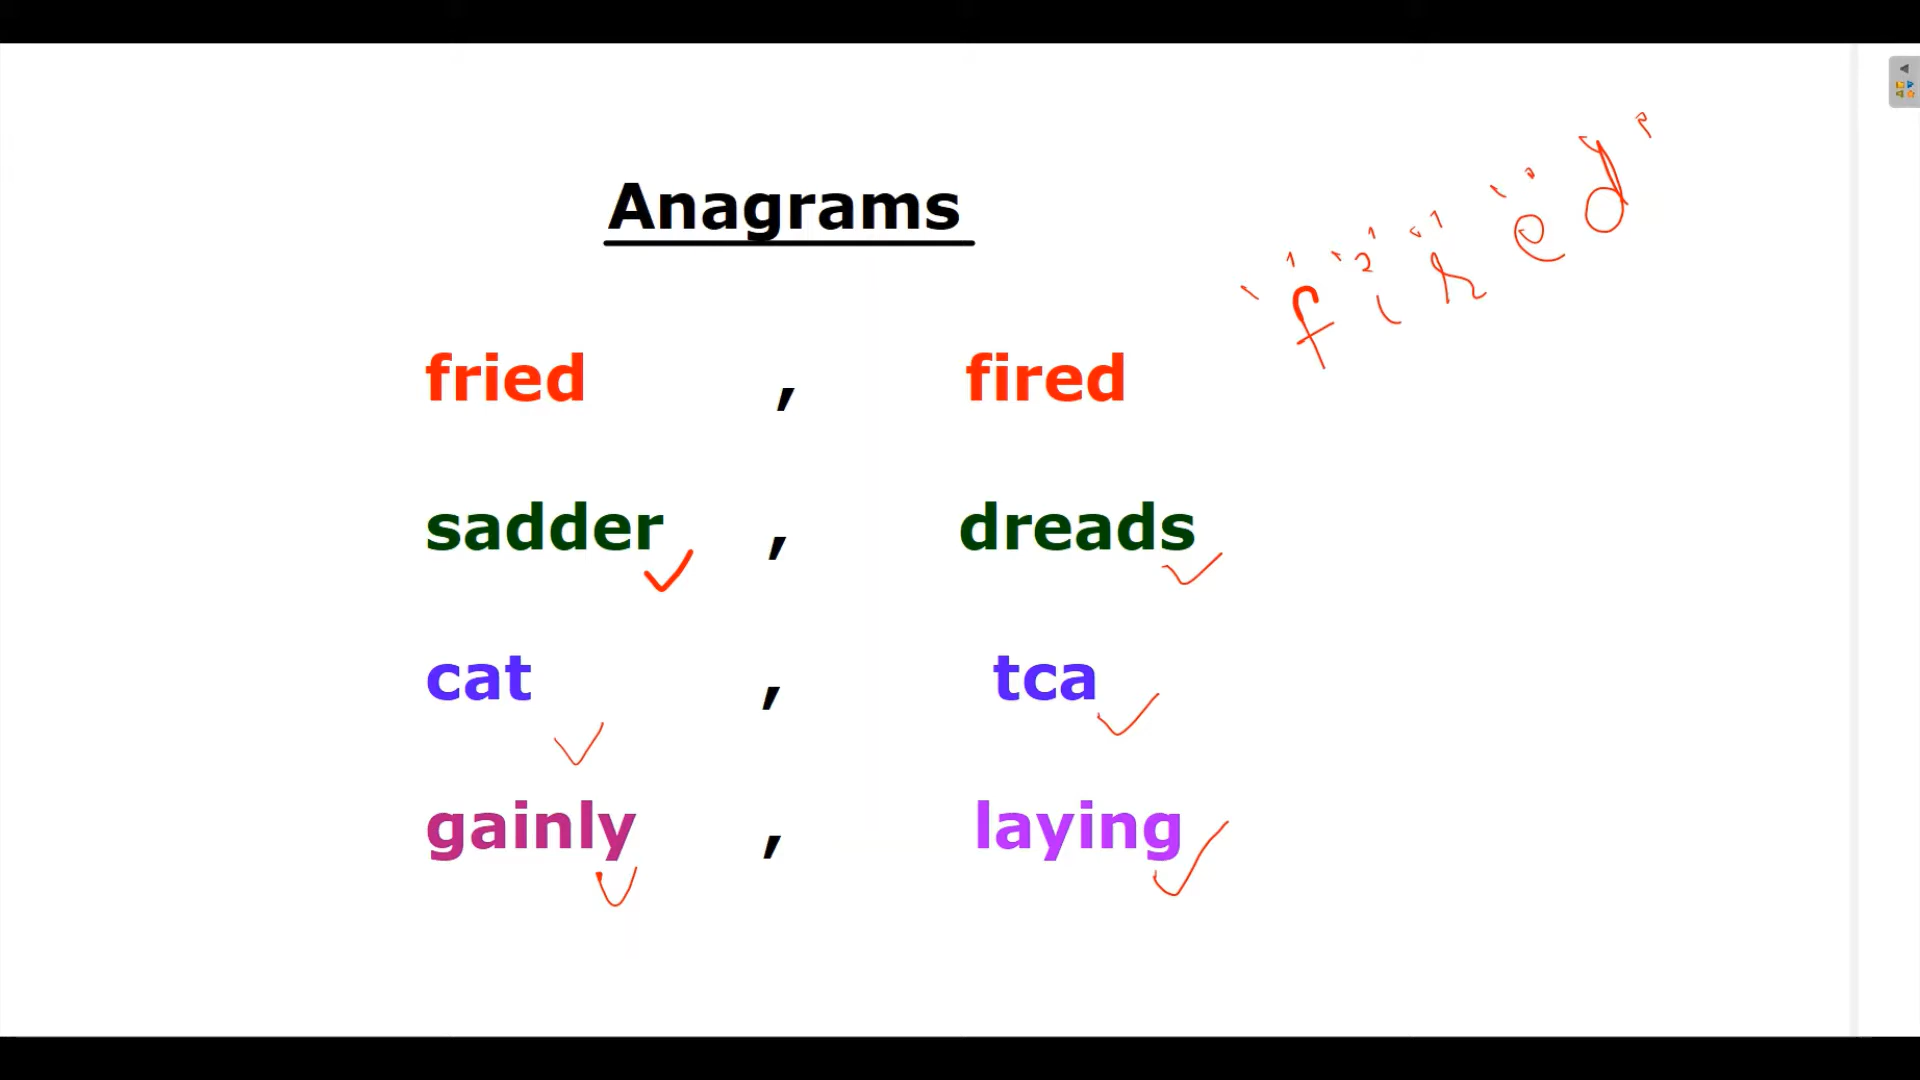 Anagrams
fired
fried , fired
sadder , dreads
cat , tca
gainly , laying